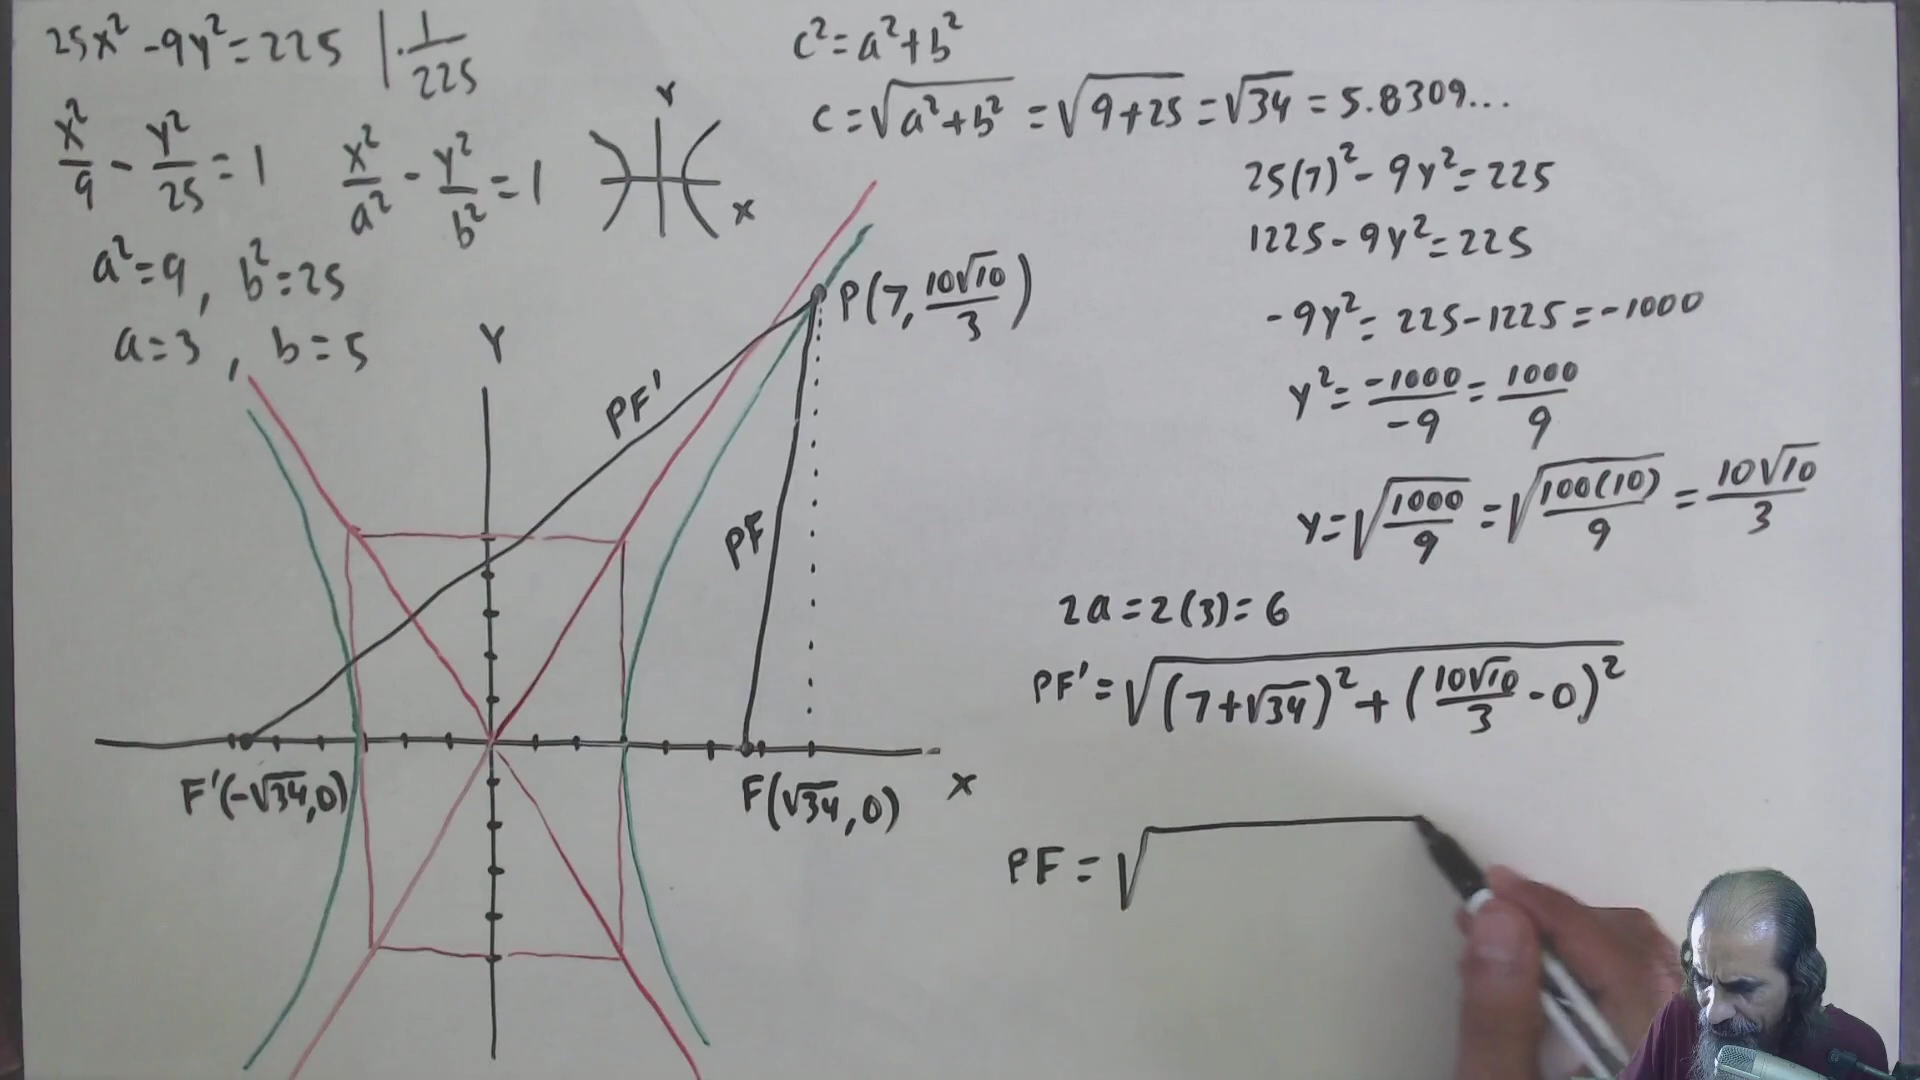 25x² - 9y² = 225 | · 1/225
x²/9 - y²/25 = 1
x²/a² - y²/b² = 1
a² = 9, b² = 25
a = 3, b = 5
Y
X
c² = a² + b²
c = √(a² + b²) = √(9+25) = √34 = 5.8309...
25(7)² - 9y² = 225
1225 - 9y² = 225
-9y² = 225 - 1225 = -1000
y² = -1000/-9 = 1000/9
y = √(1000/9) = √(100(10)/9) = 10√10/3
P(7, 10√10/3)
Y
PF'
PF
F'(-√34, 0)
F(√34, 0)
X
2a = 2(3) = 6
PF' = √((7+√34)² + (10√10/3 - 0)²)
PF = √